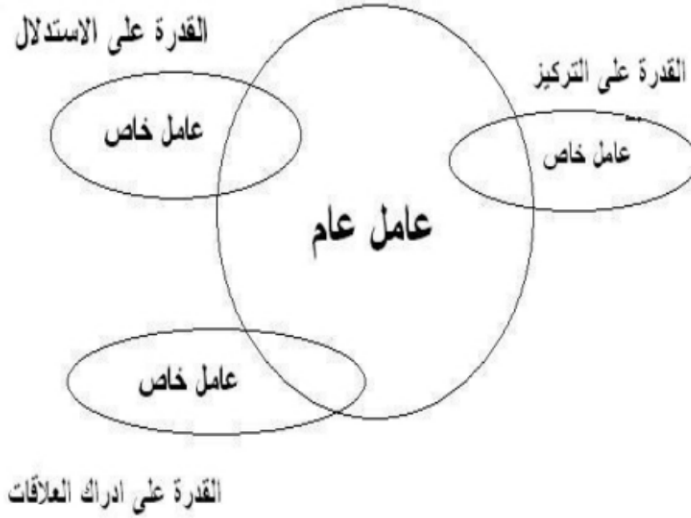 القدرة على الاستدلال
القدرة على التركيز
عامل خاص
عامل خاص
عامل عام
عامل خاص
القدرة على ادراك العلاقات